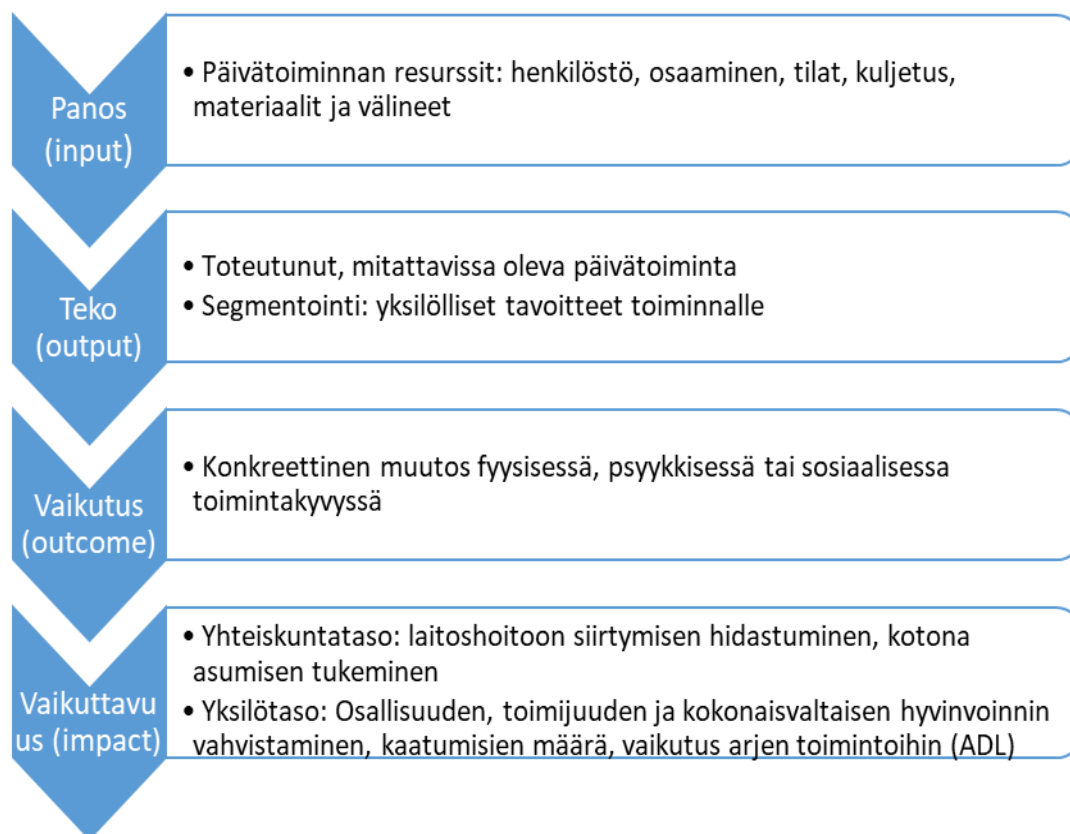 Panos
(input)
• Päivätoiminnan resurssit: henkilöstö, osaaminen, tilat, kuljetus,
materiaalit ja välineet
Teko
(output)
• Toteutunut, mitattavissa oleva päivätoiminta
• Segmentointi: yksilölliset tavoitteet toiminnalle
Vaikutus
(outcome)
• Konkreettinen muutos fyysisessä, psyykkisessä tai sosiaalisessa
toimintakyvyssä
Vaikuttavu
us (impact)
• Yhteiskuntataso: laitoshoitoon siirtymisen hidastuminen, kotona
asumisen tukeminen
• Yksilötaso: Osallisuuden, toimijuuden ja kokonaisvaltaisen hyvinvoinnin
vahvistaminen, kaatumisien määrä, vaikutus arjen toimintoihin (ADL)